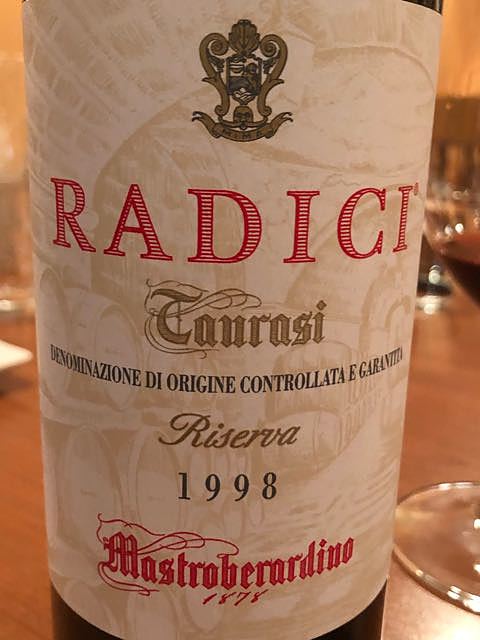 RADICI®
Taurasi
DENOMINAZIONE DI ORIGINE CONTROLLATA E GARANTITA
Riserva
1998
Mastroberardino
1878